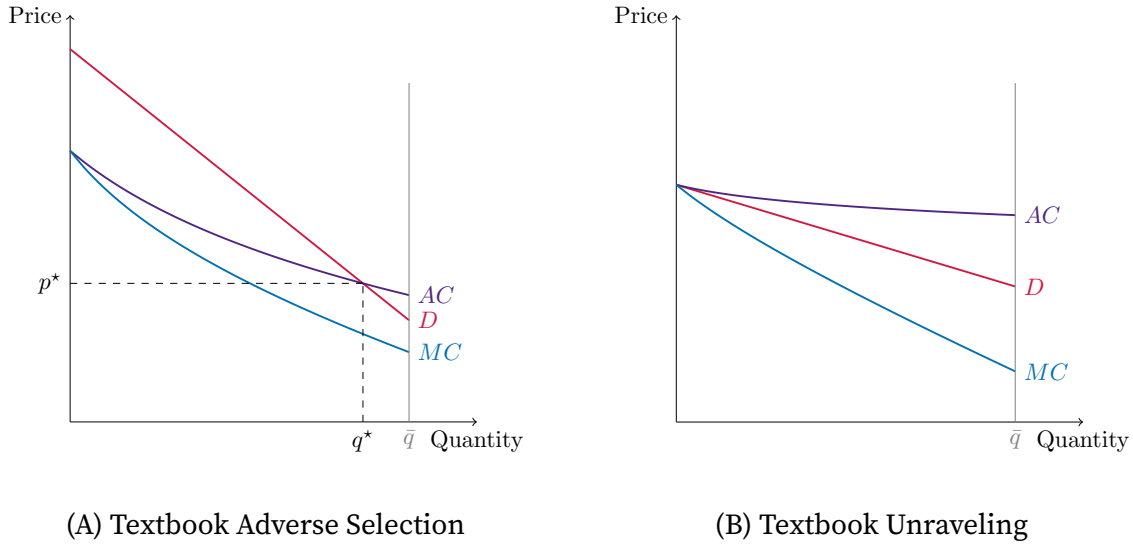 Price
p⋆
AC
D
MC
q⋆
q̄
Quantity
(A) Textbook Adverse Selection
Price
AC
D
MC
q̄
Quantity
(B) Textbook Unraveling